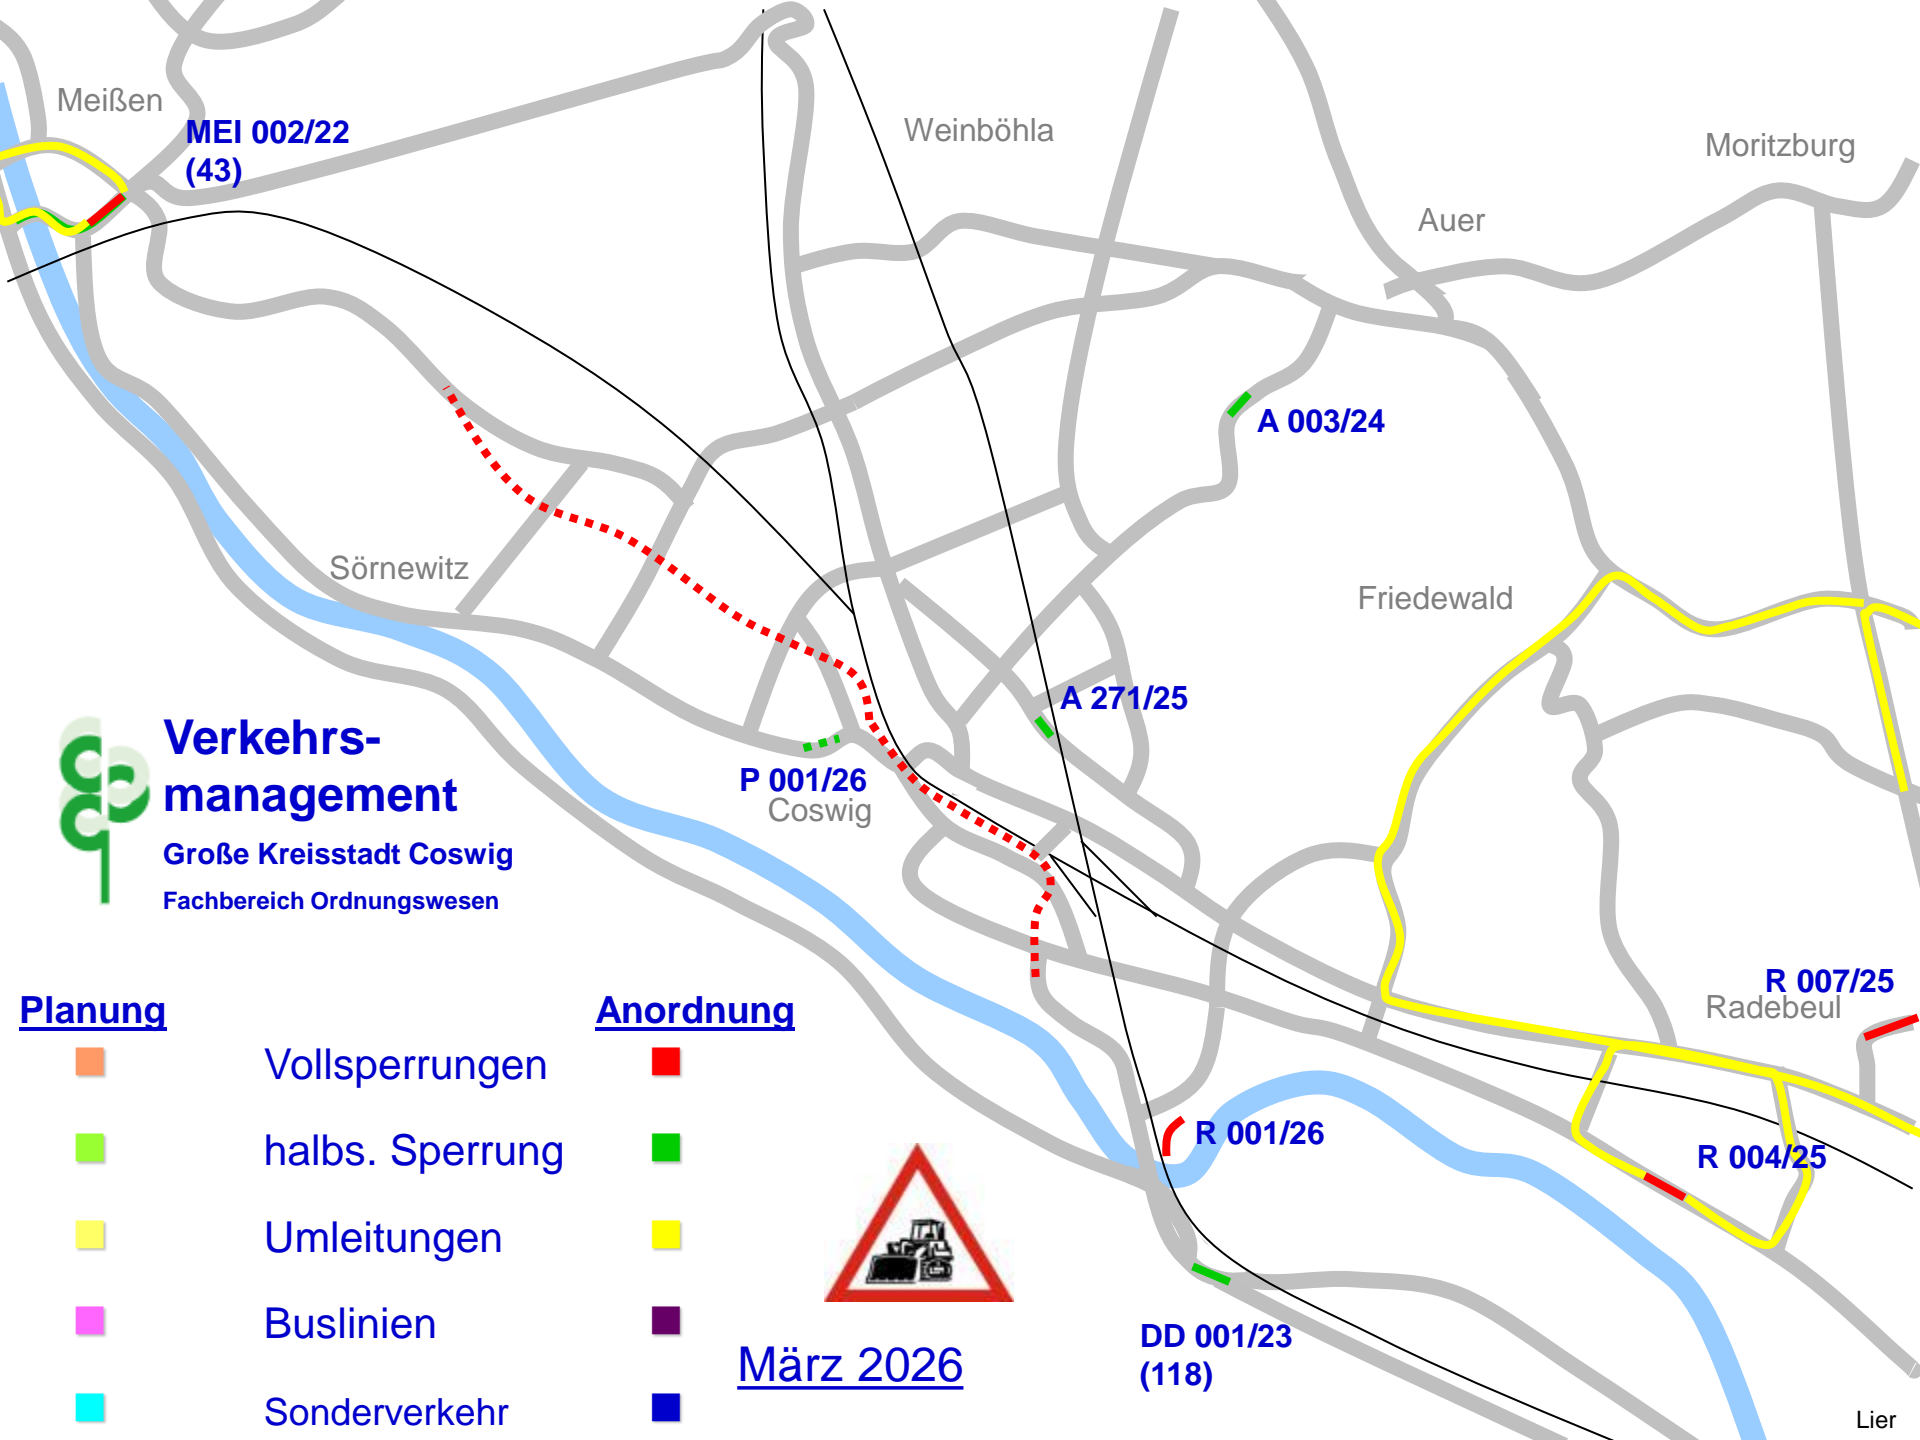 Meißen
MEI 002/22
(43)
Weinböhla
Moritzburg
Auer
A 003/24
Sörnewitz
Friedewald
A 271/25
P 001/26
Coswig
Verkehrs-
management
Große Kreisstadt Coswig
Fachbereich Ordnungswesen
R 007/25
Radebeul
R 001/26
R 004/25
DD 001/23
(118)
Planung Anordnung
Vollsperrungen
halbs. Sperrung
Umleitungen
Buslinien
Sonderverkehr
März 2026
Lier